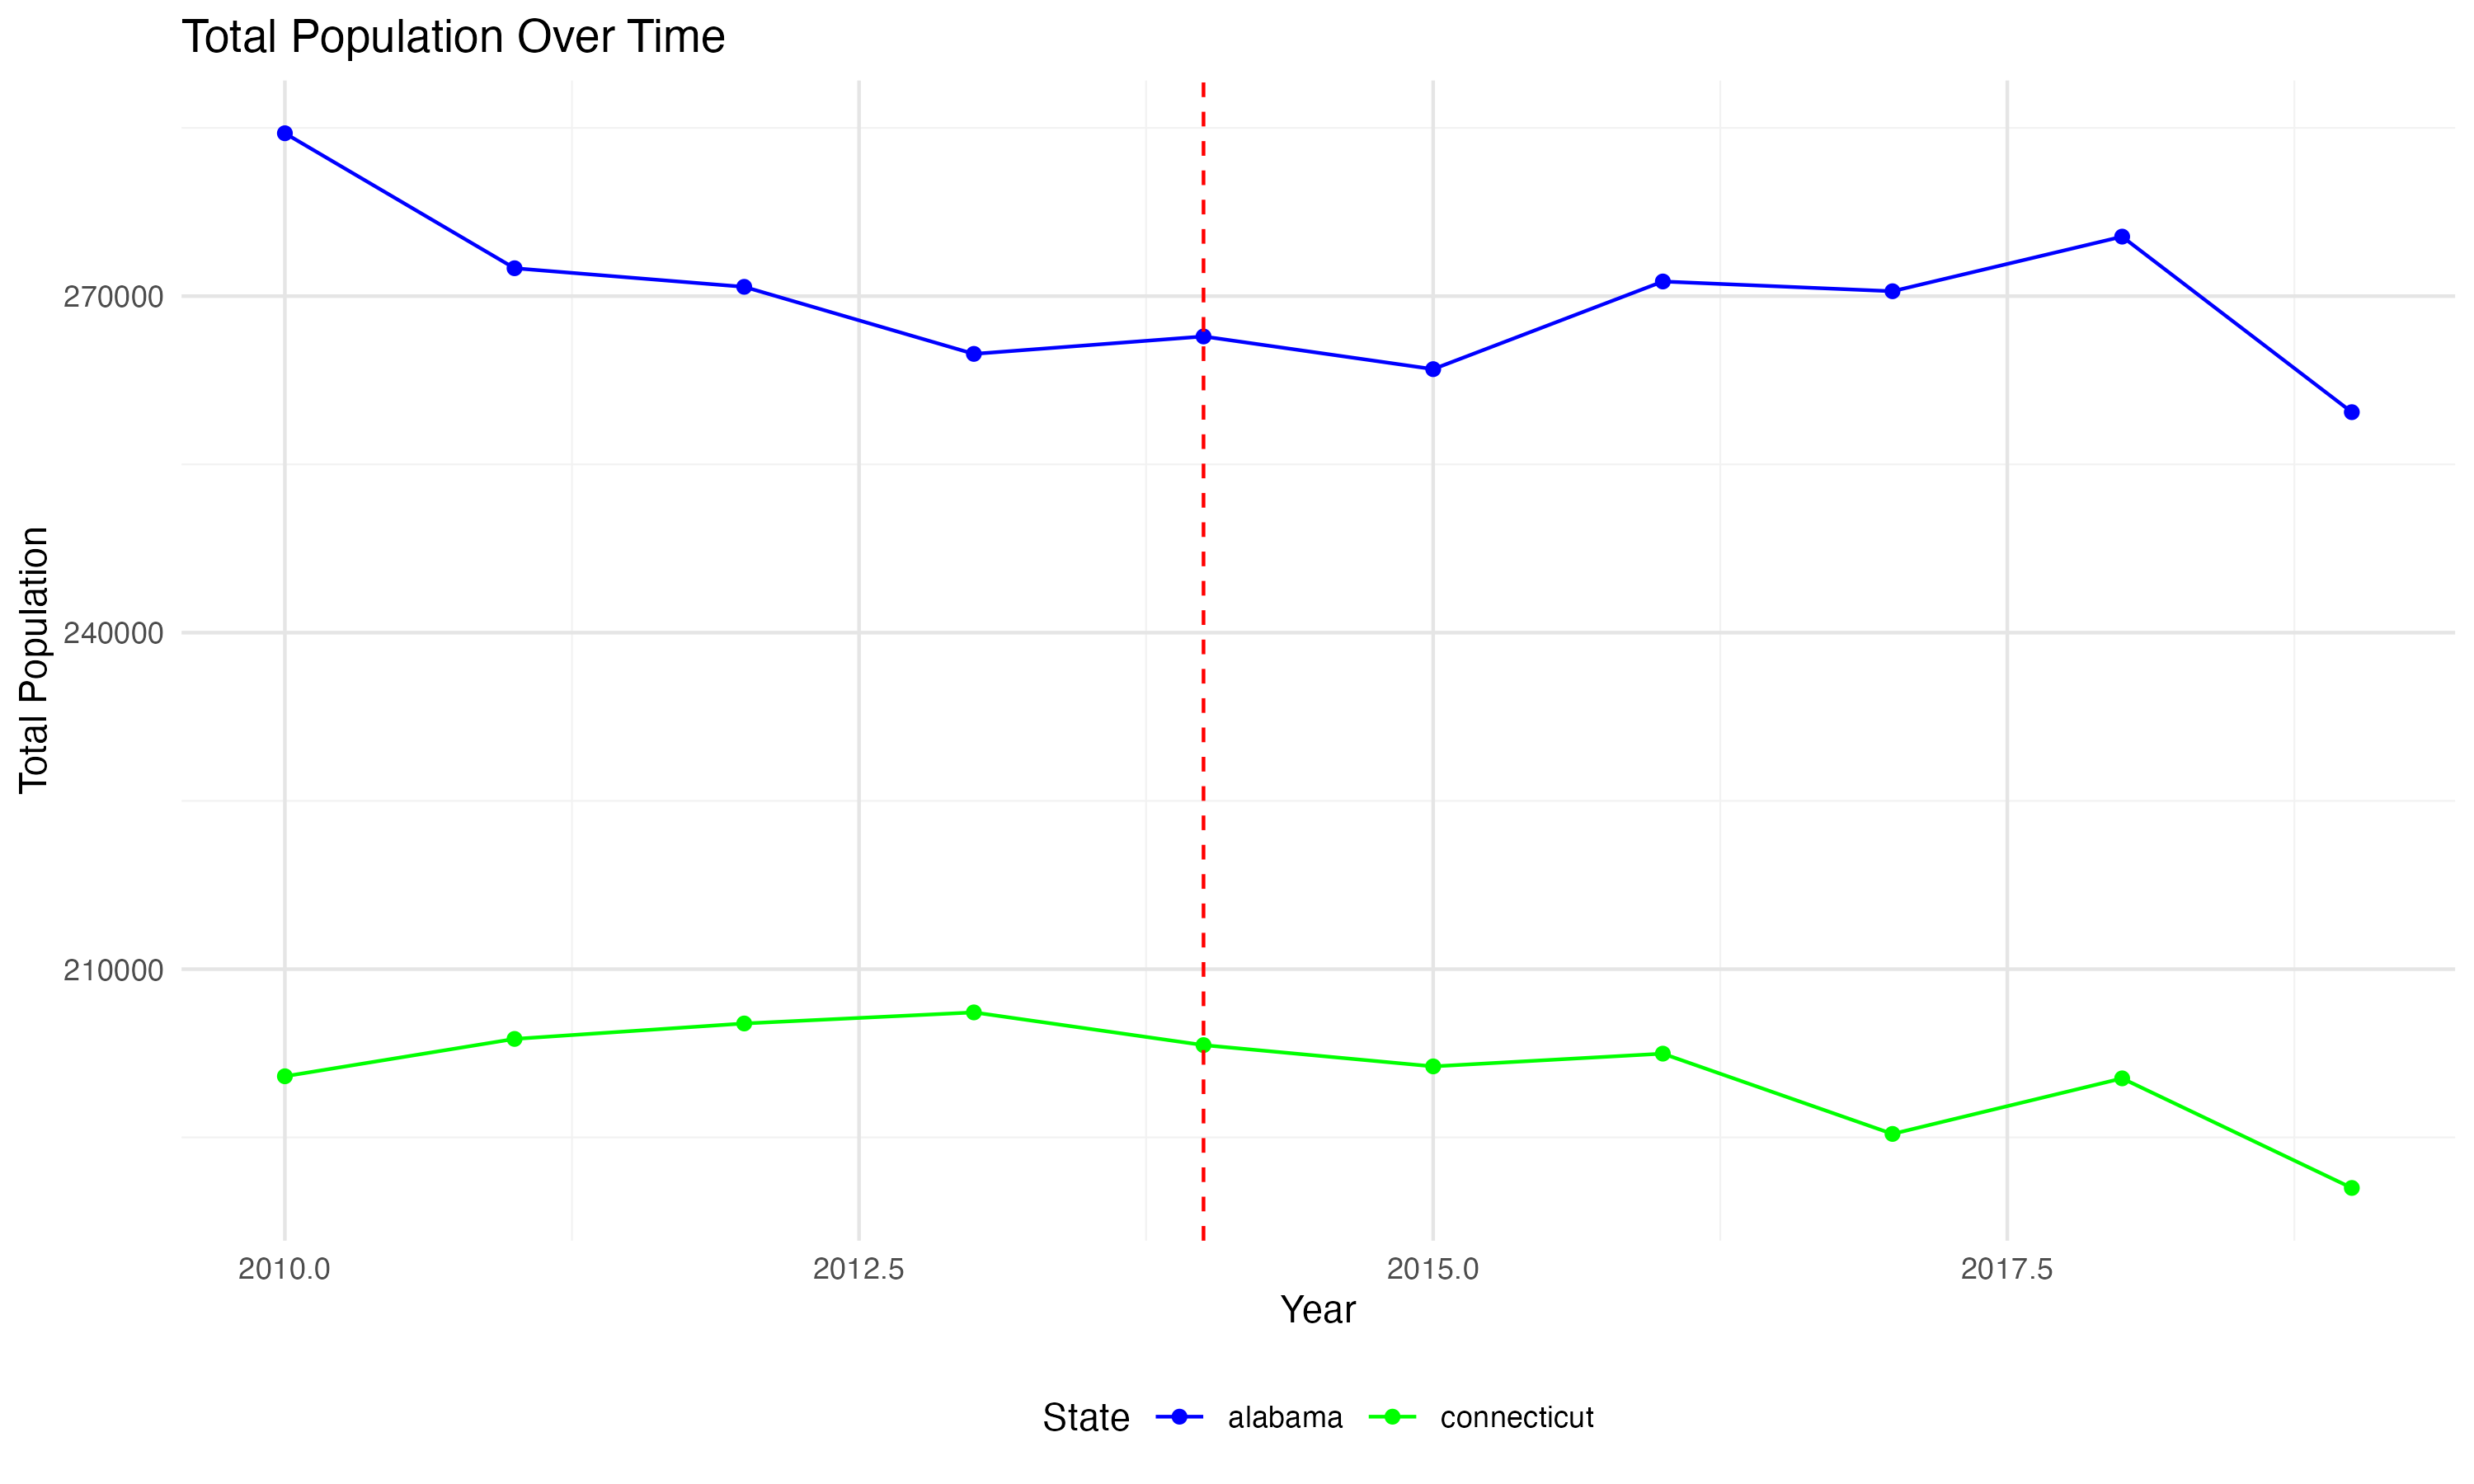 Total Population Over Time
Total Population
270000
240000
210000
2010.0 2012.5 2015.0 2017.5
Year
State alabama connecticut